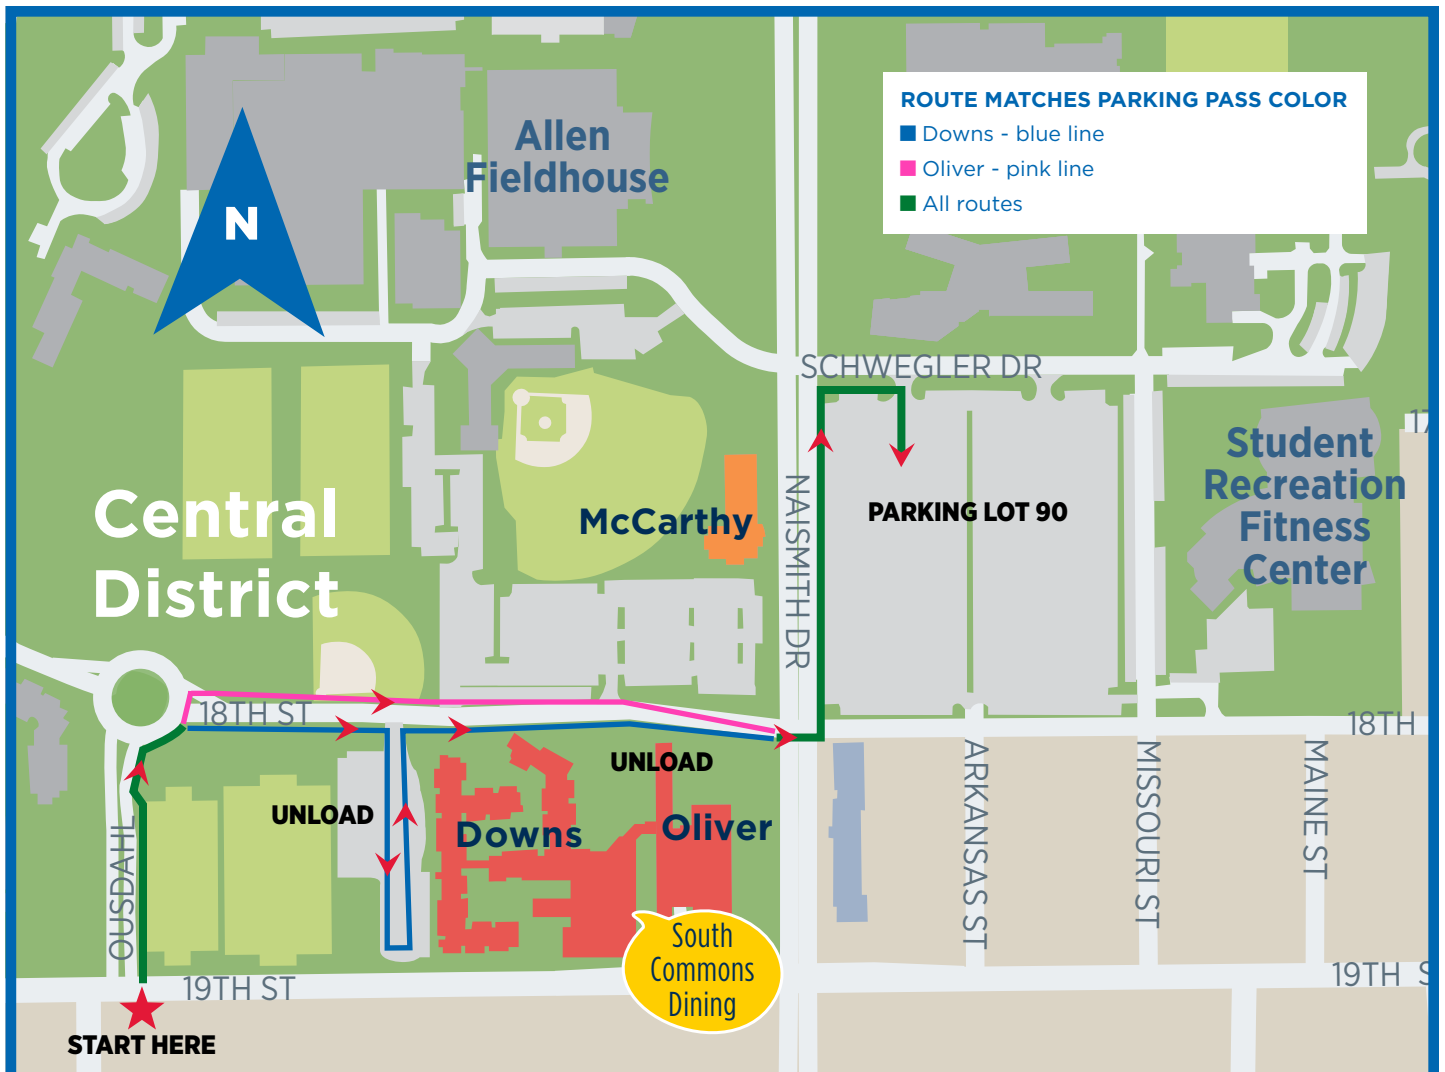 ROUTE MATCHES PARKING PASS COLOR
Downs - blue line
Oliver - pink line
All routes
Allen
Fieldhouse
N
SCHWEGLER DR
17
Student
Recreation
Fitness
Center
Central
District
McCarthy
NAISMITH DR
PARKING LOT 90
18TH ST
18TH
UNLOAD
UNLOAD
Downs
Oliver
OUSDAHL
ARKANSAS ST
MISSOURI ST
MAINE ST
South
Commons
Dining
19TH ST
19TH S
START HERE